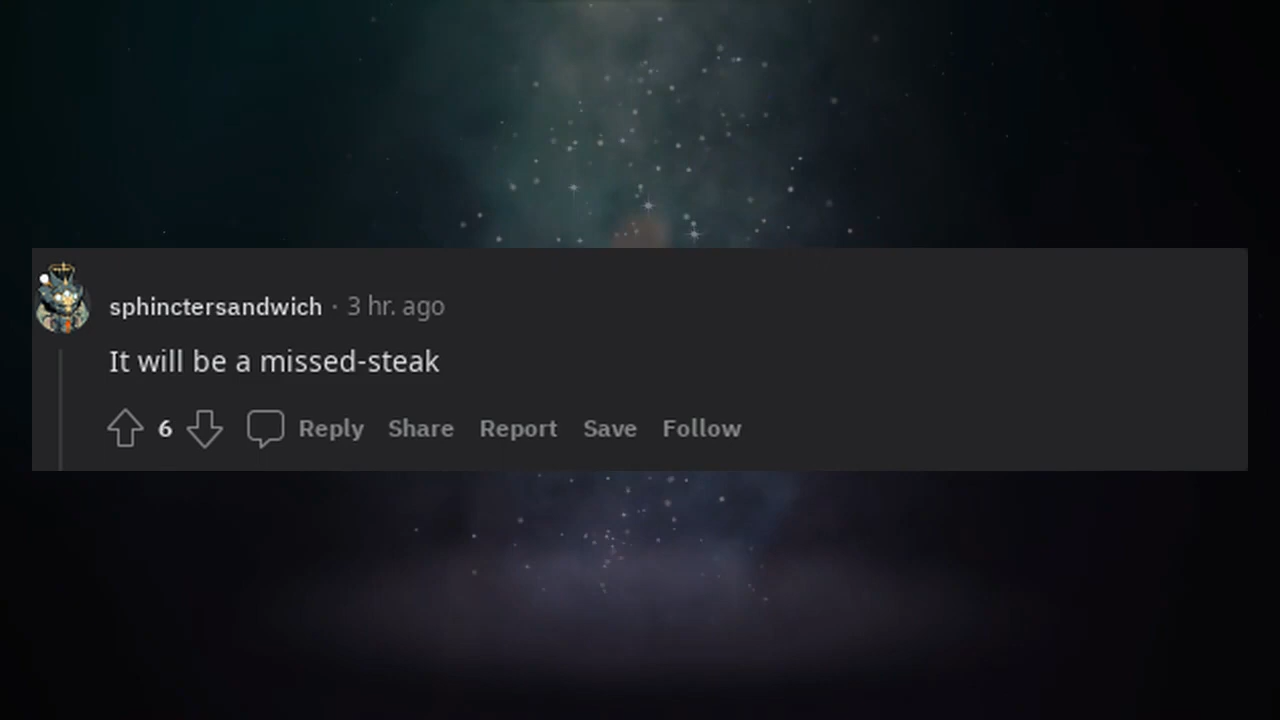 sphinctersandwich · 3 hr. ago
It will be a missed-steak
6 Reply Share Report Save Follow